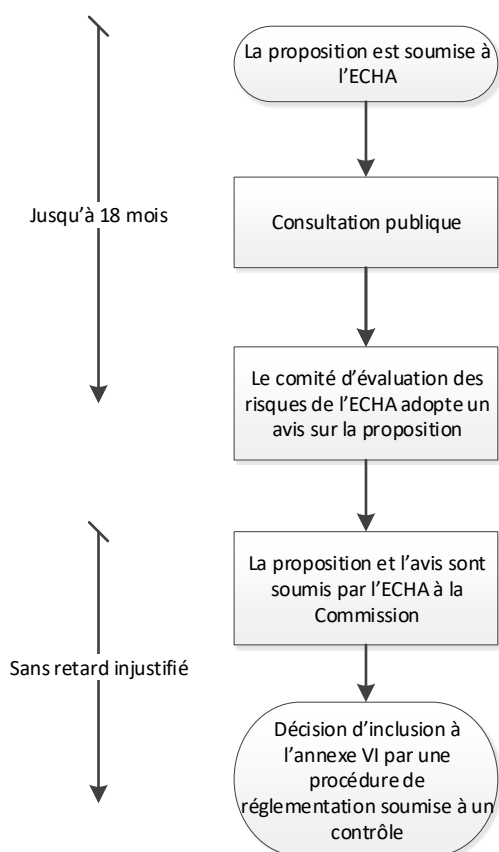 La proposition est soumise à
l’ECHA
Jusqu’à 18 mois
Consultation publique
Le comité d’évaluation des
risques de l’ECHA adopte un
avis sur la proposition
La proposition et l’avis sont
soumis par l’ECHA à la
Commission
Sans retard injustifié
Décision d’inclusion à
l’annexe VI par une
procédure de
réglementation soumise à un
contrôle